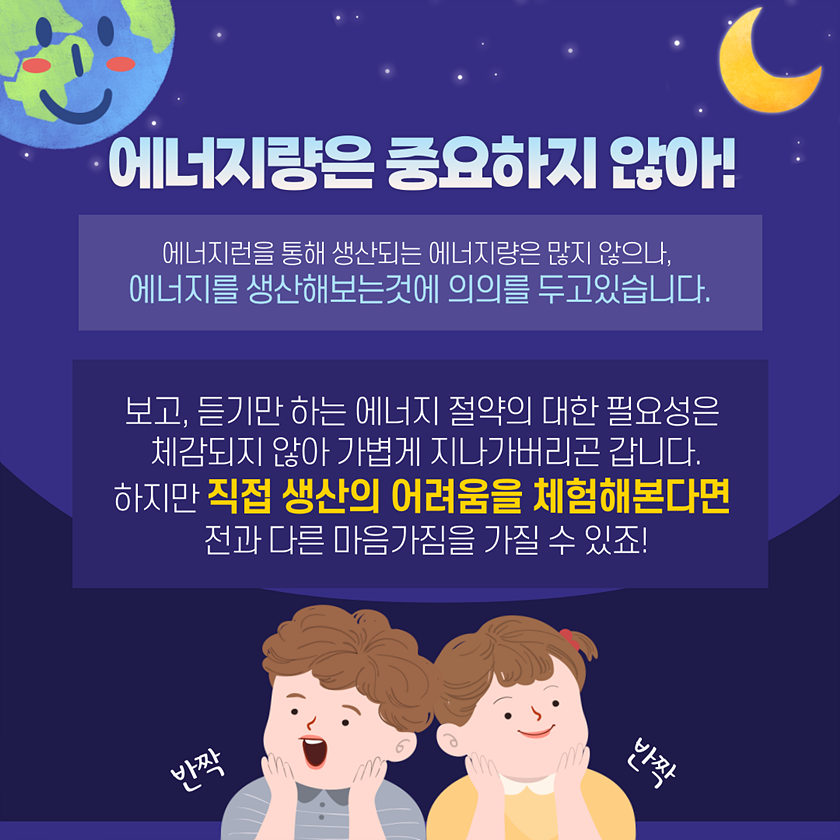 에너지량은 중요하지 않아!
에너지런을 통해 생산되는 에너지량은 많지 않으나,
에너지를 생산해보는것에 의의를 두고있습니다.
보고, 듣기만 하는 에너지 절약의 대한 필요성은
체감되지 않아 가볍게 지나가버리곤 갑니다.
하지만 직접 생산의 어려움을 체험해본다면
전과 다른 마음가짐을 가질 수 있죠!
반짝
반짝